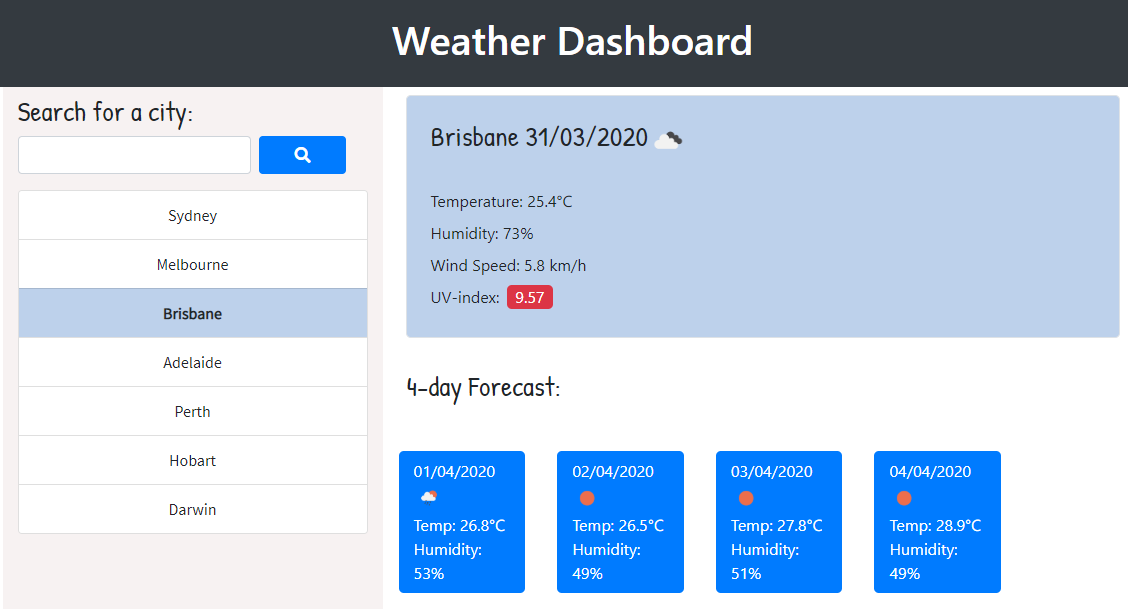 Weather Dashboard
Search for a city:
Sydney
Melbourne
Brisbane
Adelaide
Perth
Hobart
Darwin
Brisbane 31/03/2020
Temperature: 25.4°C
Humidity: 73%
Wind Speed: 5.8 km/h
UV-index: 9.57
4-day Forecast:
01/04/2020
Temp: 26.8°C
Humidity:
53%
02/04/2020
Temp: 26.5°C
Humidity:
49%
03/04/2020
Temp: 27.8°C
Humidity:
51%
04/04/2020
Temp: 28.9°C
Humidity:
49%